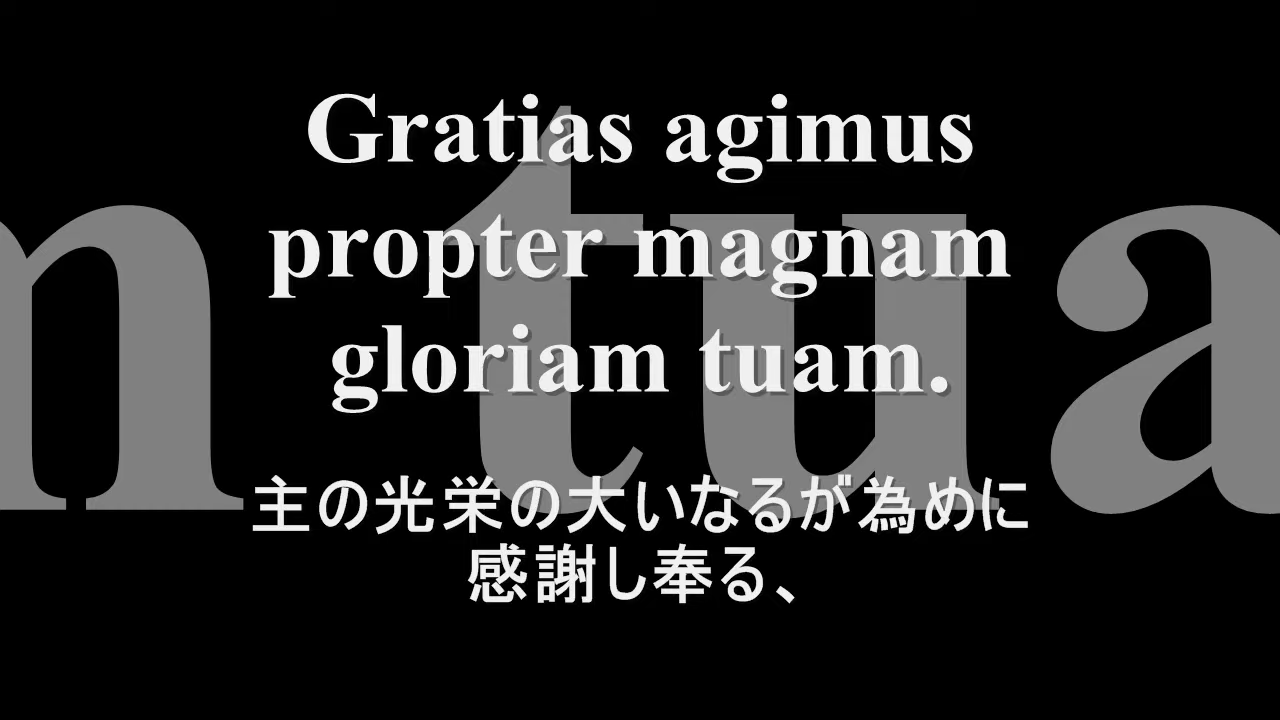 Gratias agimus
propter magnam
gloriam tuam.
主の光栄の大いなるが為めに
感謝し奉る、
m tua